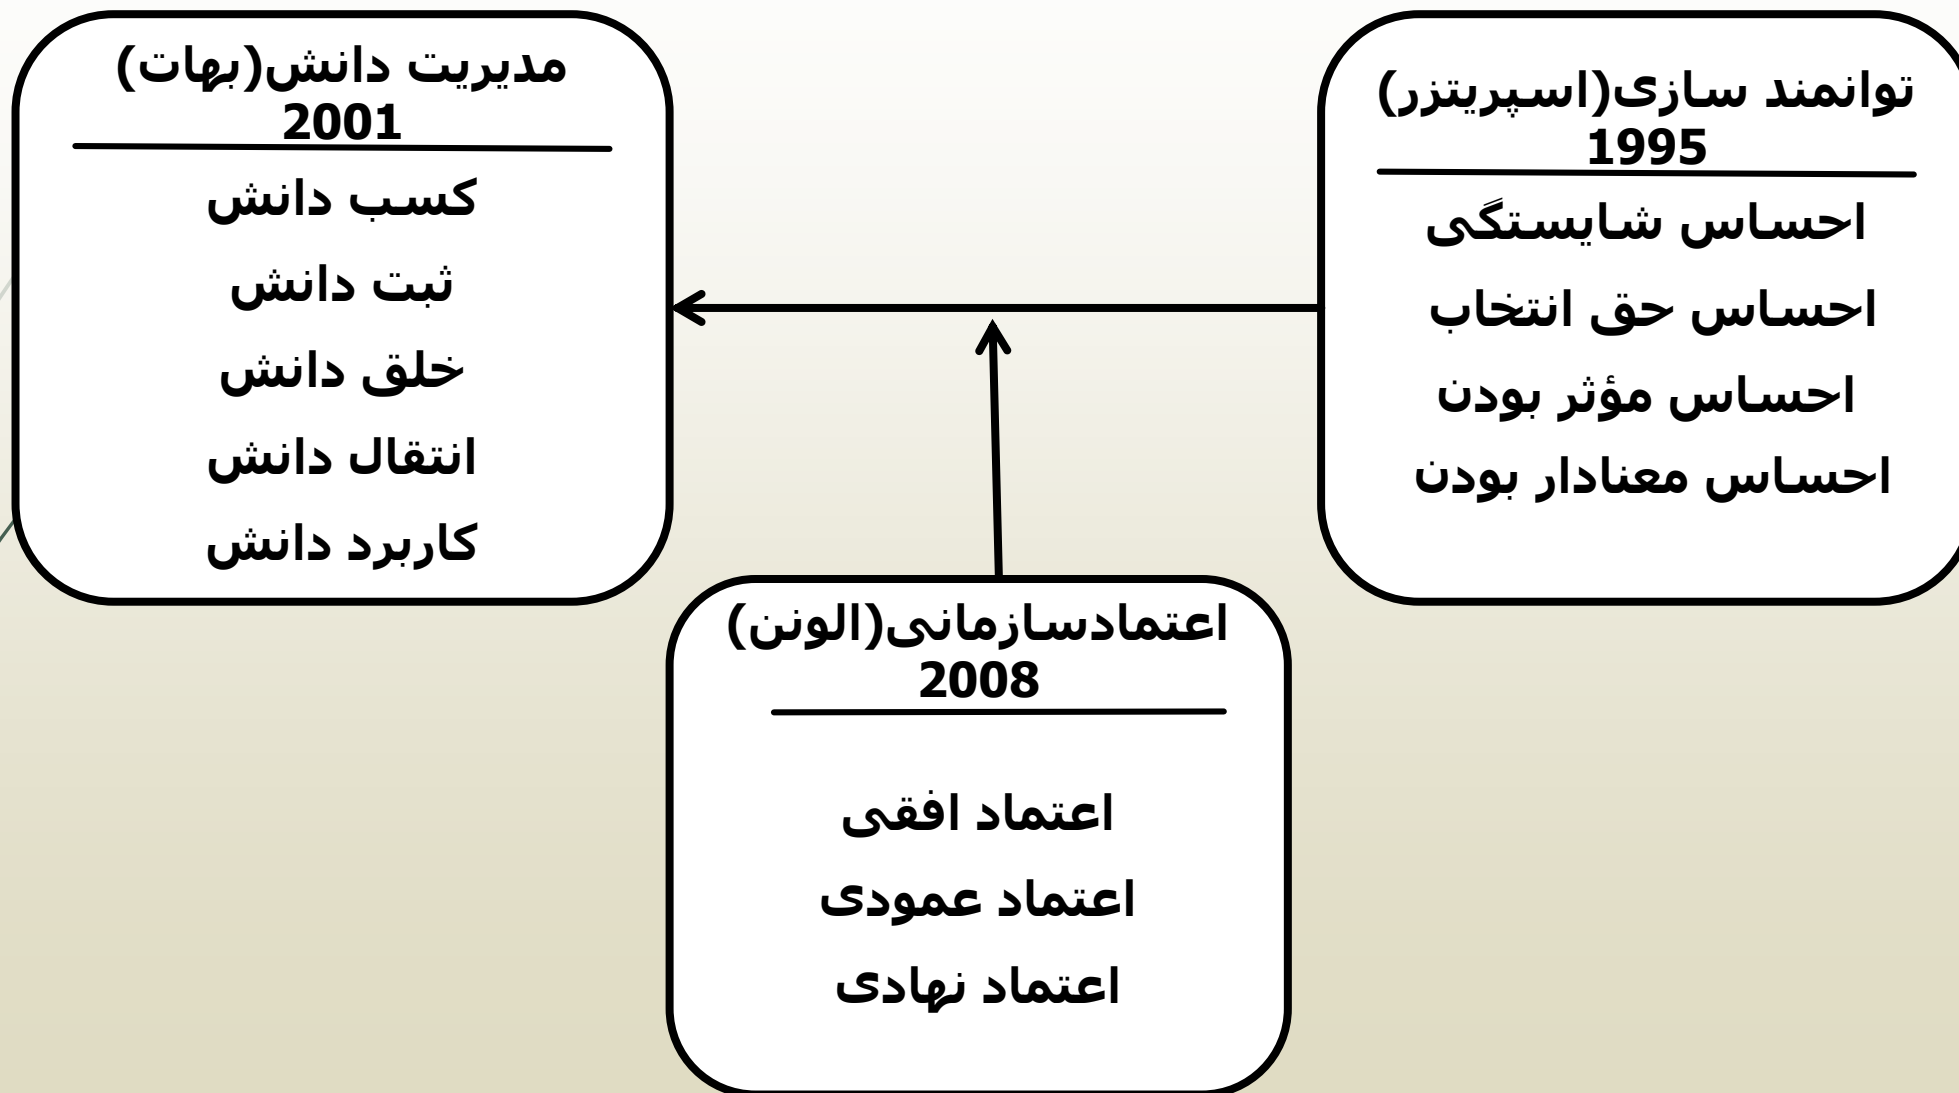 توانمند سازی(اسپریتزر)
1995
احساس شایستگی
احساس حق انتخاب
احساس مؤثر بودن
احساس معنادار بودن
مدیریت دانش(بهات)
2001
کسب دانش
ثبت دانش
خلق دانش
انتقال دانش
کاربرد دانش
اعتمادسازمانی(الونن)
2008
اعتماد افقی
اعتماد عمودی
اعتماد نهادی